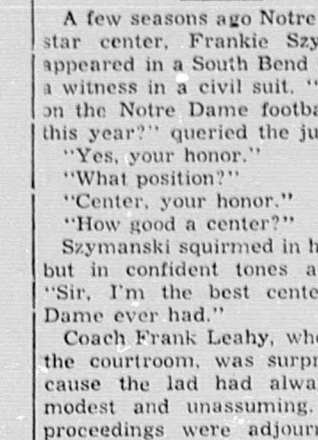 A few seasons ago Notre
star center, Frankie Szy
appeared in a South Bend
a witness in a civil suit. "
on the Notre Dame footba
this year?" queried the ju
"Yes, your honor."
"What position?"
"Center, your honor."
"How good a center?"
Szymanski squirmed in h
but in confident tones a
"Sir, I'm the best cente
Dame ever had."
Coach Frank Leahy, who
the courtroom, was surpr
cause the lad had alwa
modest and unassuming.
proceedings were adjourn